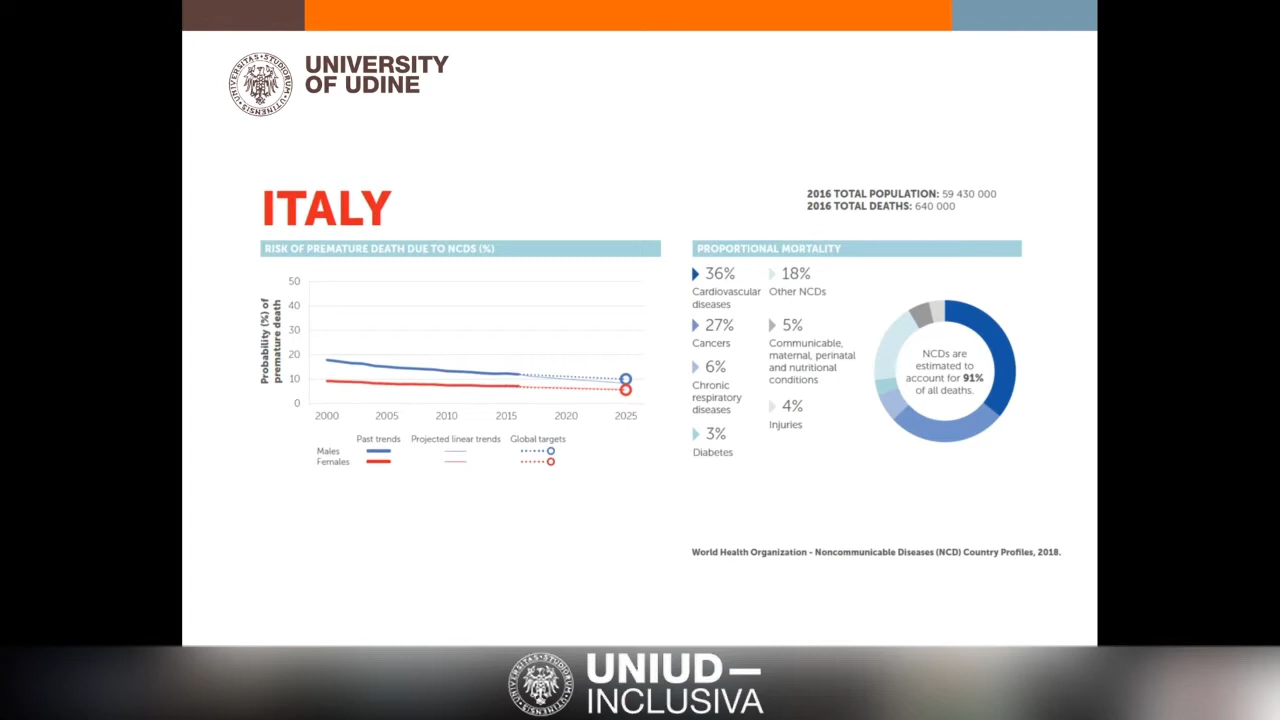 UNIVERSITY
OF UDINE
ITALY
2016 TOTAL POPULATION: 59 430 000
2016 TOTAL DEATHS: 640 000
RISK OF PREMATURE DEATH DUE TO NCDS (%)
Probability (%) of
premature death
50
40
30
20
10
0
2000
2005
2010
2015
2020
2025
Past trends
Projected linear trends
Global targets
Males
Females
PROPORTIONAL MORTALITY
36%
Cardiovascular
diseases
27%
Cancers
6%
Chronic
respiratory
diseases
3%
Diabetes
18%
Other NCDs
5%
Communicable,
maternal, perinatal
and nutritional
conditions
4%
Injuries
NCDs are
estimated to
account for 91%
of all deaths.
World Health Organization - Noncommunicable Diseases (NCD) Country Profiles, 2018.
UNIUD—
INCLUSIVA